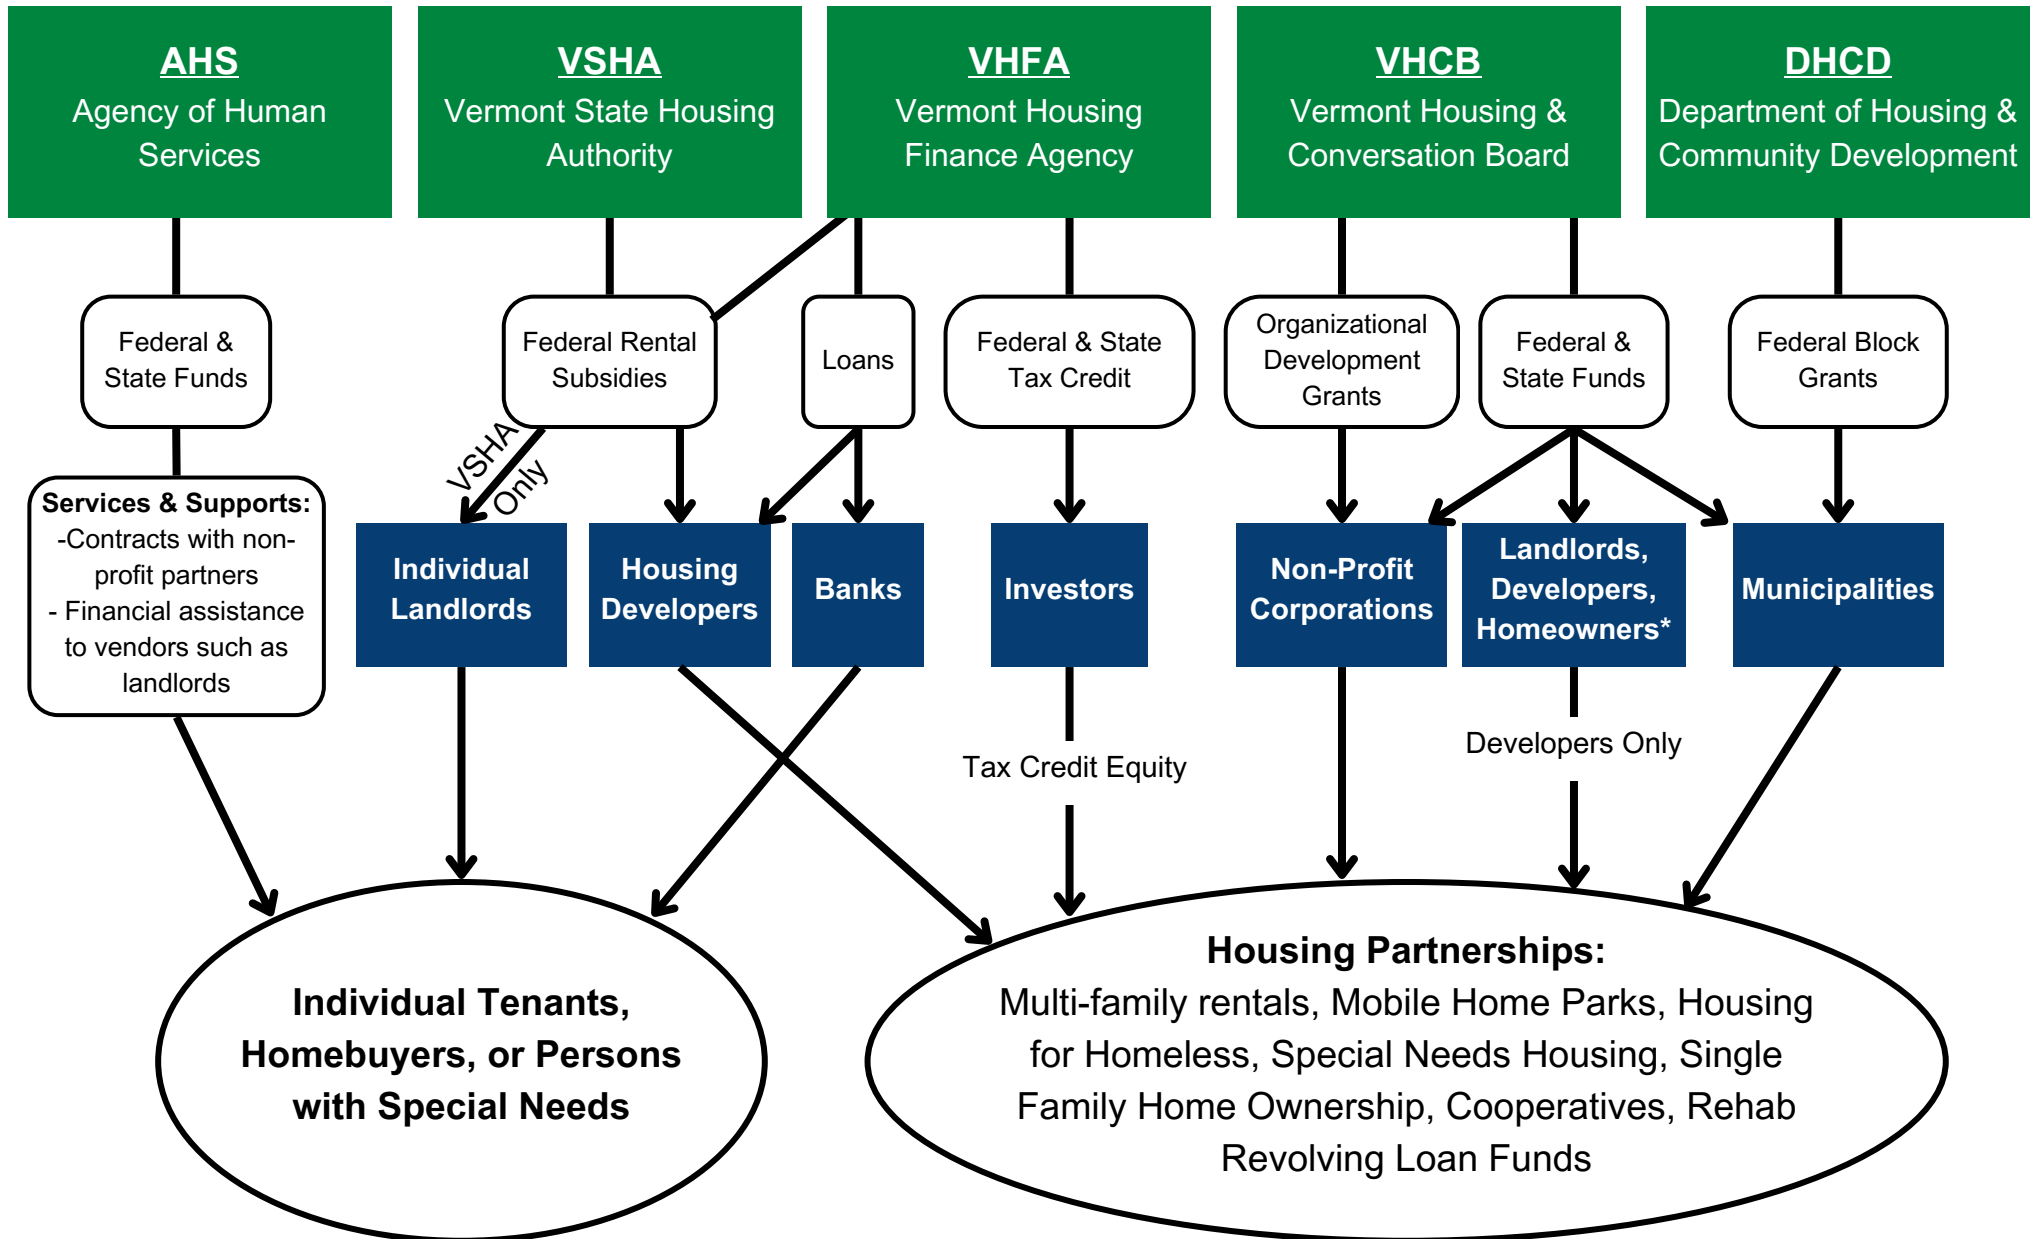 AHS
Agency of Human
Services
VSHA
Vermont State Housing
Authority
VHFA
Vermont Housing
Finance Agency
VHCB
Vermont Housing &
Conversation Board
DHCD
Department of Housing &
Community Development
Federal &
State Funds
Federal Rental
Subsidies
Loans
Federal & State
Tax Credit
Organizational
Development
Grants
Federal &
State Funds
Federal Block
Grants
VSHA
Only
Services & Supports:
-Contracts with non-
profit partners
- Financial assistance
to vendors such as
landlords
Individual
Landlords
Housing
Developers
Banks
Investors
Non-Profit
Corporations
Landlords,
Developers,
Homeowners*
Municipalities
Tax Credit Equity
Developers Only
Individual Tenants,
Homebuyers, or Persons
with Special Needs
Housing Partnerships:
Multi-family rentals, Mobile Home Parks, Housing
for Homeless, Special Needs Housing, Single
Family Home Ownership, Cooperatives, Rehab
Revolving Loan Funds